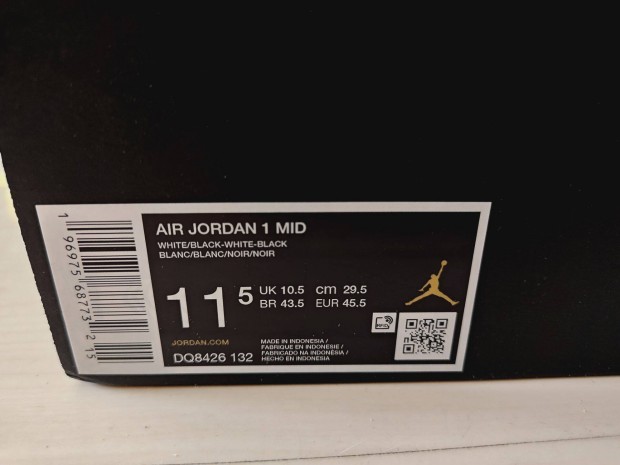 AIR JORDAN 1 MID
WHITE/BLACK-WHITE-BLACK
BLANC/BLANC/NOIR/NOIR
11 5
UK 10.5 cm 29.5
BR 43.5 EUR 45.5
JORDAN.COM
DQ8426 132
MADE IN INDONESIA /
FABRIQUE EN INDONESIE /
FABRICADO NA INDONÉSIA /
HECHO EN INDONESIA
1 96975 68773 2 15